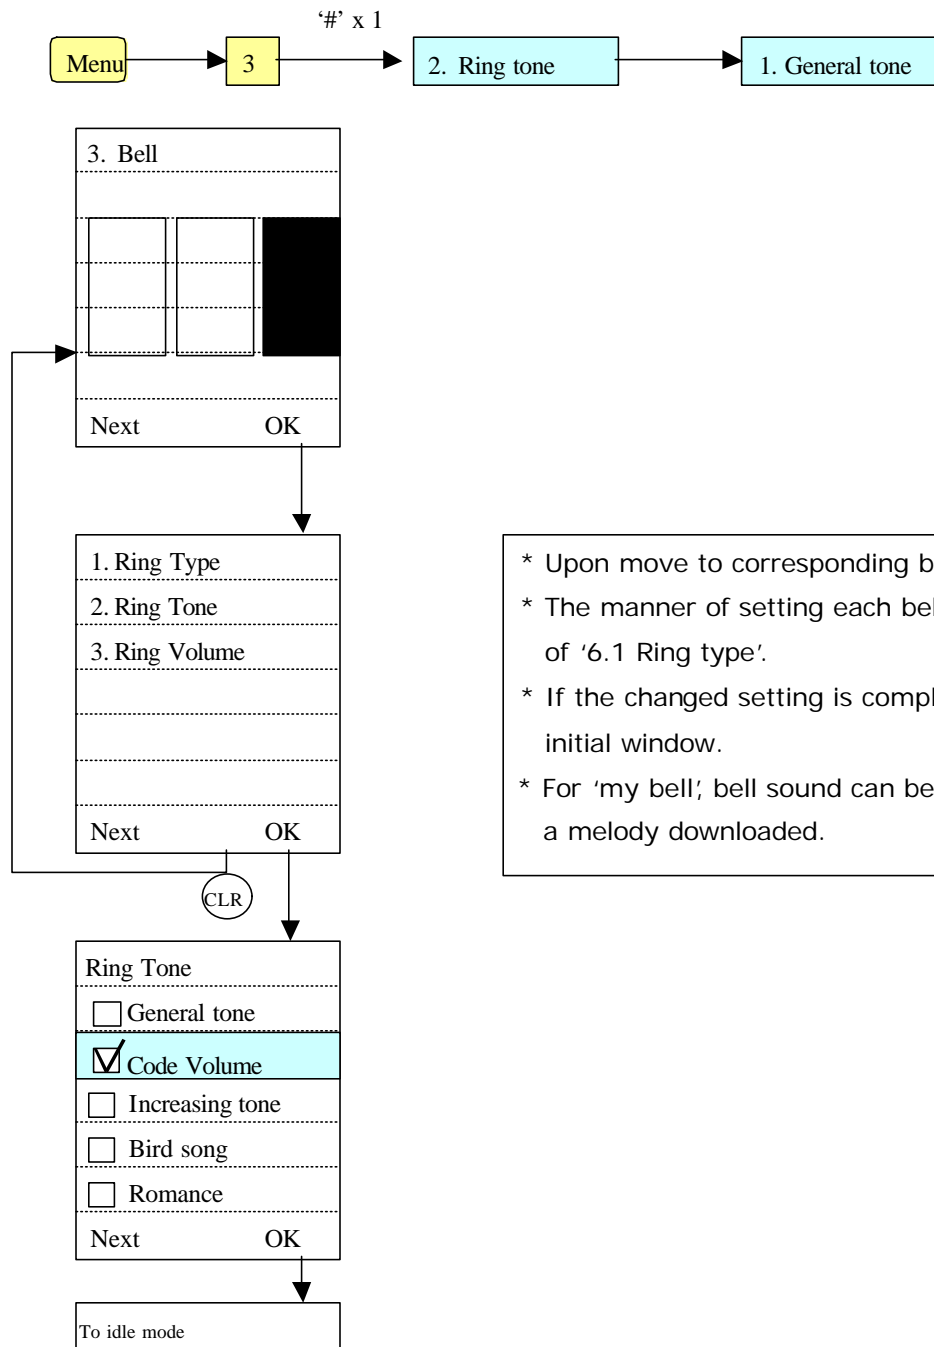 ‘#’ x 1
Menu
3
2. Ring tone
1. General tone
3. Bell
Next OK
1. Ring Type
2. Ring Tone
3. Ring Volume
Next OK
CLR
* Upon move to corresponding
* The manner of setting each
of ‘6.1 Ring type’.
* If the changed setting is
initial window.
* For ‘my bell’, bell sound can be
a melody downloaded.
Ring Tone
General tone
Code Volume
Increasing tone
Bird song
Romance
Next OK
To idle mode